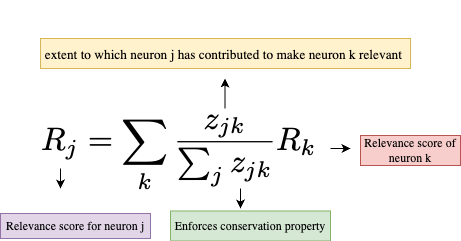 extent to which neuron j has contributed to make neuron k relevant
R_j = \sum_k \frac{z_{jk}}{\sum_j z_{jk}} R_k
Relevance score of
neuron k
Relevance score for neuron j
Enforces conservation property